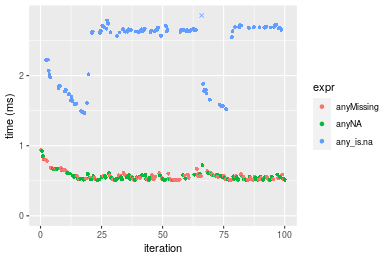 2
1
0
time (ms)
0
25
50
75
100
iteration
expr
anyMissing
anyNA
any_is.na